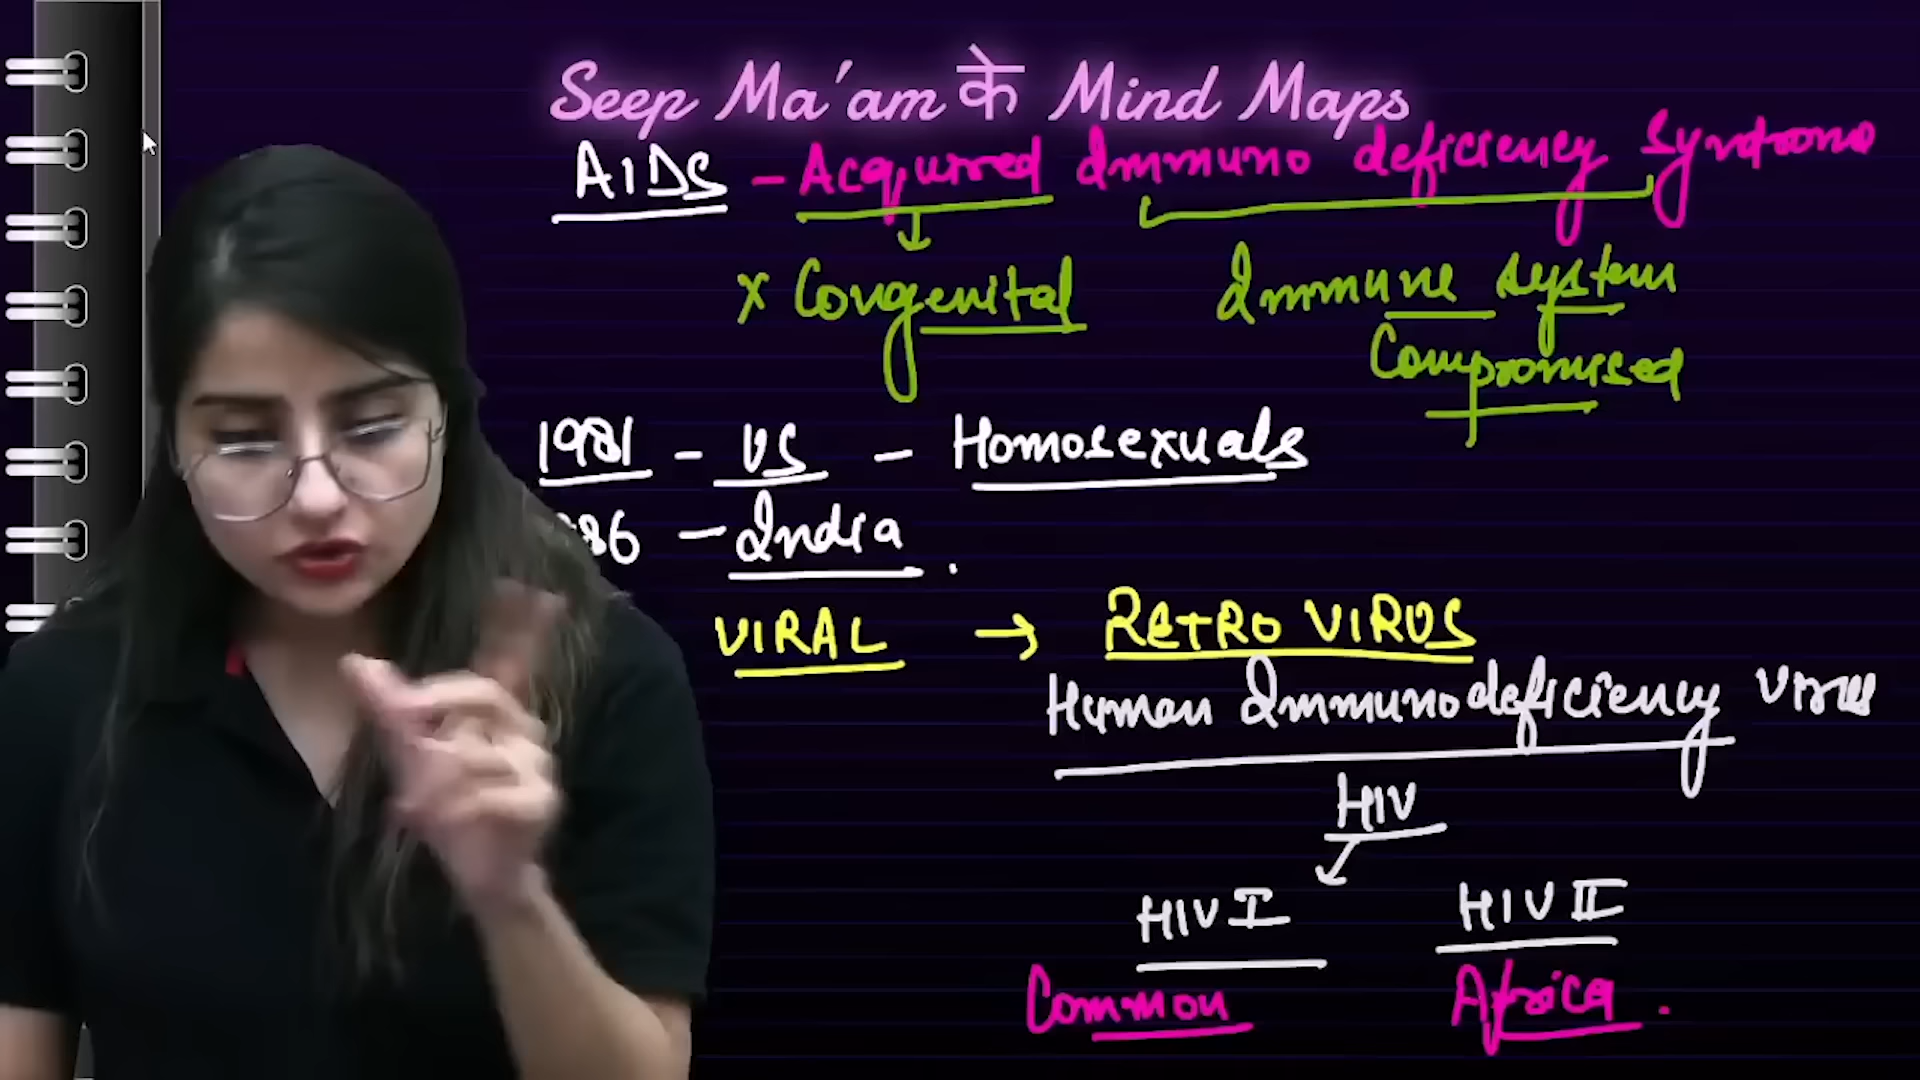 Seep Ma'am के Mind Maps
AIDS - Acquired Immuno deficiency Syndrome
x Congenital Immune system
Compromised
1981 - US - Homosexuals
86 - India .
VIRAL → RETRO VIRUS
Human Immunodeficiency Virus
HIV
HIV I HIV II
Common Africa .